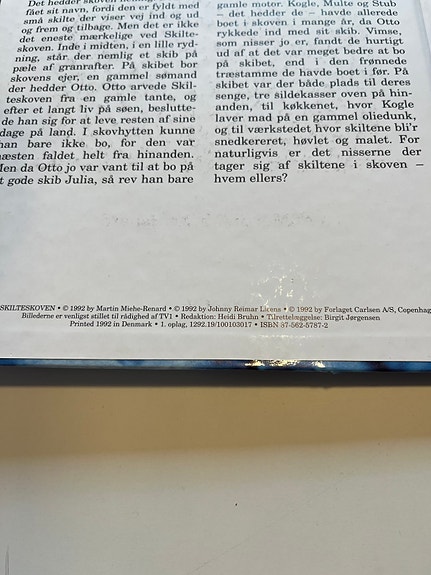 Det hedder skoven
fået sit navn, fordi den er fyldt med
små skilte der viser vej ind og ud
og frem og tilbage. Men det er ikke
det eneste mærkelige ved Skilte-
skoven. Inde i midten, i en lille ryd-
ning, står der nemlig et skib på
pæle af granrafter. På skibet bor
skovens ejer, en gammel sømand
der hedder Otto. Otto arvede Skil-
teskoven fra en gamle tante, og
efter et langt liv på søen, beslutte-
de han sig for at leve resten af sine
dage på land. I skovhytten kunne
han bare ikke bo, for den var
næsten faldet helt fra hinanden.
Men da Otto jo var vant til at bo på
t gode skib Julia, så rev han bare
gamle motor. Kogle, Multe og Stub
– det hedder de – havde allerede
boet i skoven i mange år, da Otto
rykkede ind med sit skib. Vimse,
som nisser jo er, fandt de hurtigt
ud af at det var meget bedre at bo
på skibet, end i den frønnede
træstamme de havde boet i før. På
skibet var der både plads til deres
senge, tre sildekasser oven på hin-
anden, til køkkenet, hvor Kogle
laver mad på en gammel oliedunk,
og til værkstedet hvor skiltene bli'r
snedkereret, høvlet og malet. For
naturligvis er det nisserne der
tager sig af skiltene i skoven –
hvem ellers?
SKILTESKOVEN • © 1992 by Martin Miehe-Renard • © 1992 by Johnny Reimar Licens • © 1992 by Forlaget Carlsen A/S, Copenhag
Billederne er venligst stillet til rådighed af TV1 • Redaktion: Heidi Bruhn • Tilrettelæggelse: Birgit Jørgensen
Printed 1992 in Denmark • 1. oplag, 1292.19/100103017 • ISBN 37-562-5787-2